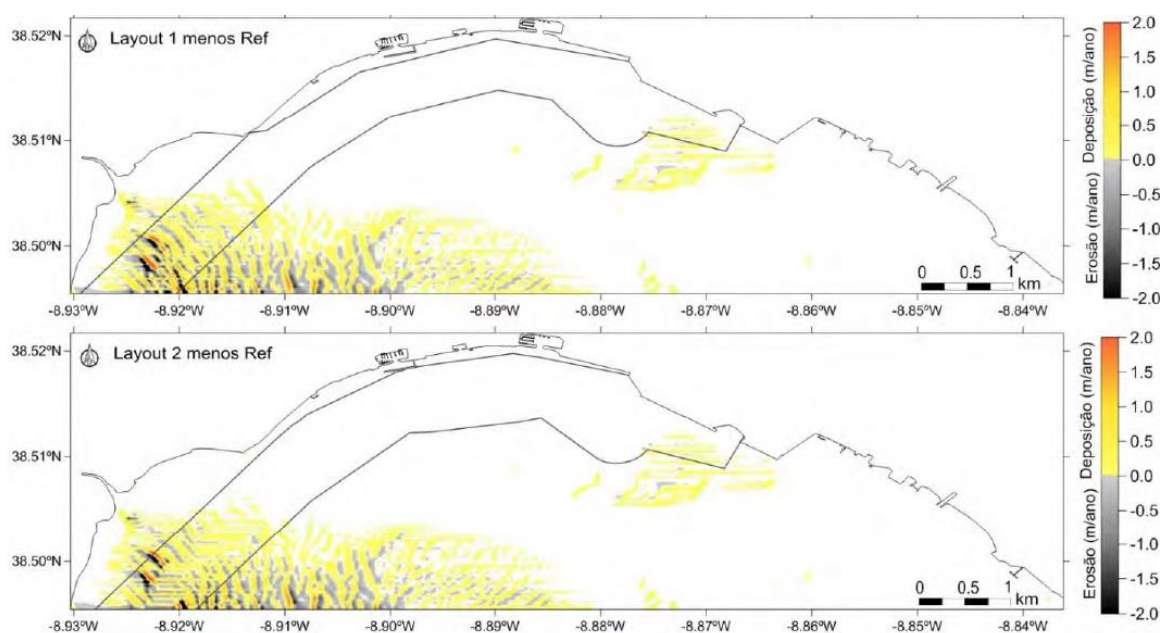 38.52ºN
Layout 1 menos Ref
38.51ºN
38.50ºN
0 0.5 1
km
-8.93ºW -8.92ºW -8.91ºW -8.90ºW -8.89ºW -8.88ºW -8.87ºW -8.86ºW -8.85ºW -8.84ºW
2.0
1.5
1.0
0.5
0.0
-0.5
-1.0
-1.5
-2.0
Erosão (m/ano) Deposição (m/ano)
38.52ºN
Layout 2 menos Ref
38.51ºN
38.50ºN
0 0.5 1
km
-8.93ºW -8.92ºW -8.91ºW -8.90ºW -8.89ºW -8.88ºW -8.87ºW -8.86ºW -8.85ºW -8.84ºW
2.0
1.5
1.0
0.5
0.0
-0.5
-1.0
-1.5
-2.0
Erosão (m/ano) Deposição (m/ano)